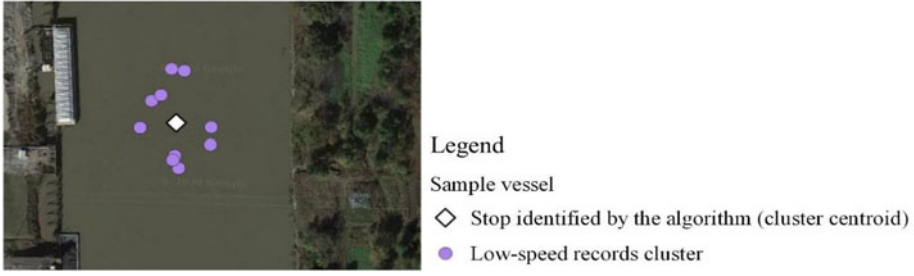 Legend
Sample vessel
Stop identified by the algorithm (cluster centroid)
Low-speed records cluster